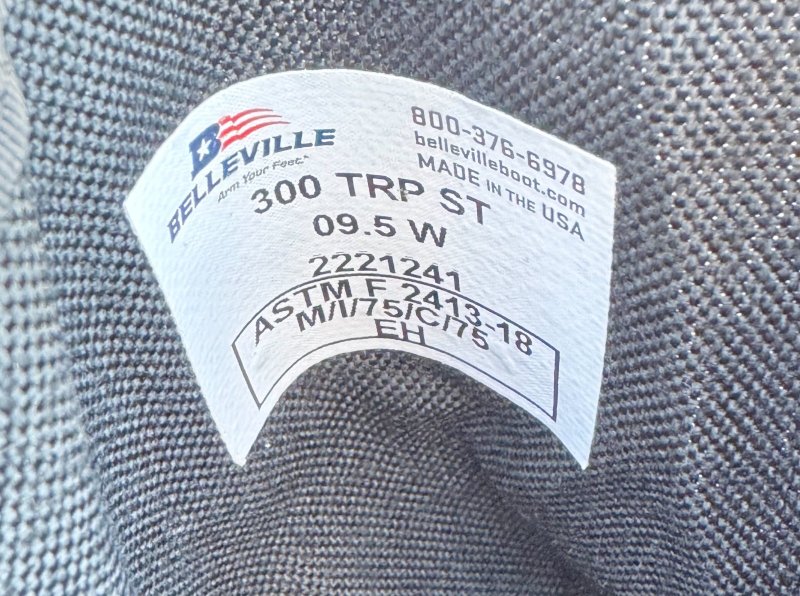 BELLEVILLE
Arm Your Feet™
800-376-6978
bellevilleboot.com
MADE IN THE USA
300 TRP ST
09.5 W
2221241
ASTM F 2413-18
M/I/75/C/75
EH